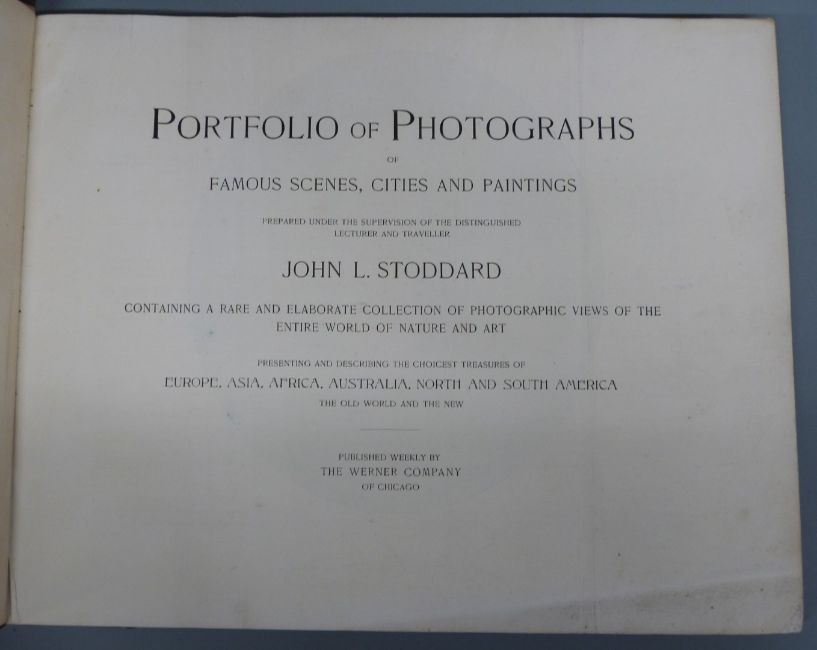 PORTFOLIO OF PHOTOGRAPHS
OF
FAMOUS SCENES, CITIES AND PAINTINGS
PREPARED UNDER THE SUPERVISION OF THE DISTINGUISHED
LECTURER AND TRAVELLER
JOHN L. STODDARD
CONTAINING A RARE AND ELABORATE COLLECTION OF PHOTOGRAPHIC VIEWS OF THE
ENTIRE WORLD OF NATURE AND ART
PRESENTING AND DESCRIBING THE CHOICEST TREASURES OF
EUROPE, ASIA, AFRICA, AUSTRALIA, NORTH AND SOUTH AMERICA
THE OLD WORLD AND THE NEW
PUBLISHED WEEKLY BY
THE WERNER COMPANY
OF CHICAGO